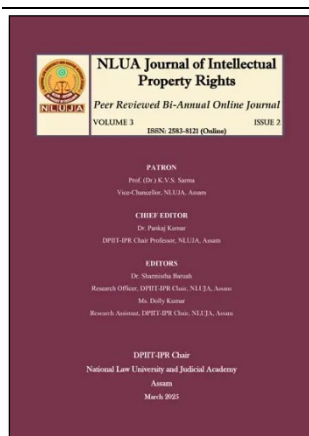 NLUA Journal of Intellectual
Property Rights
Peer Reviewed Bi-Annual Online Journal
VOLUME 3 ISSUE 2
ISSN: 2583-8121 (Online)
N L U J A
PATRON
Prof. (Dr.) K.V.S. Sarma
Vice-Chancellor, NLUJA, Assam
CHIEF EDITOR
Dr. Pankaj Kumar
DPIIT-IPR Chair Professor, NLUJA, Assam
EDITORS
Dr. Sharmistha Baruah
Research Officer, DPIIT-IPR Chair, NLUJA, Assam
Ms. Dolly Kumar
Research Assistant, DPIIT-IPR Chair, NLUJA, Assam
DPIIT-IPR Chair
National Law University and Judicial Academy
Assam
March 2025